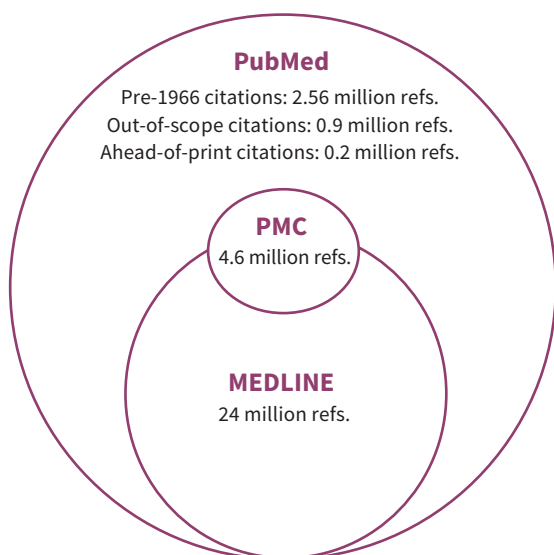 PubMed
Pre-1966 citations: 2.56 million refs.
Out-of-scope citations: 0.9 million refs.
Ahead-of-print citations: 0.2 million refs.
PMC
4.6 million refs.
MEDLINE
24 million refs.